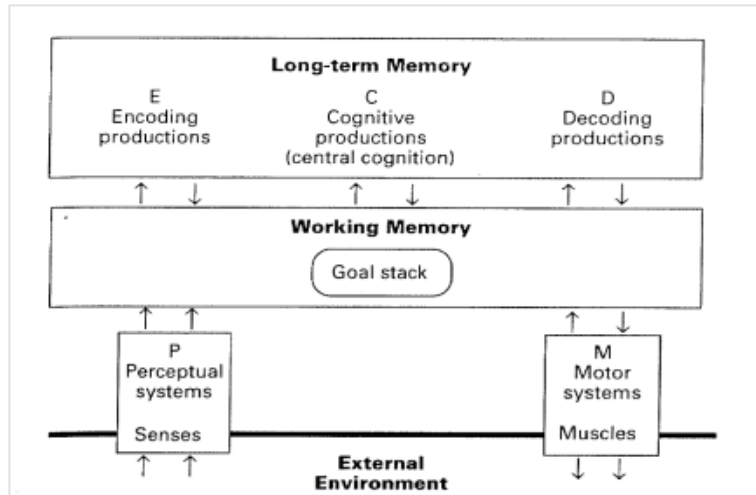 Long-term Memory
E
Encoding
productions
C
Cognitive
productions
(central cognition)
D
Decoding
productions
Working Memory
Goal stack
P
Perceptual
systems
Senses
M
Motor
systems
Muscles
External
Environment